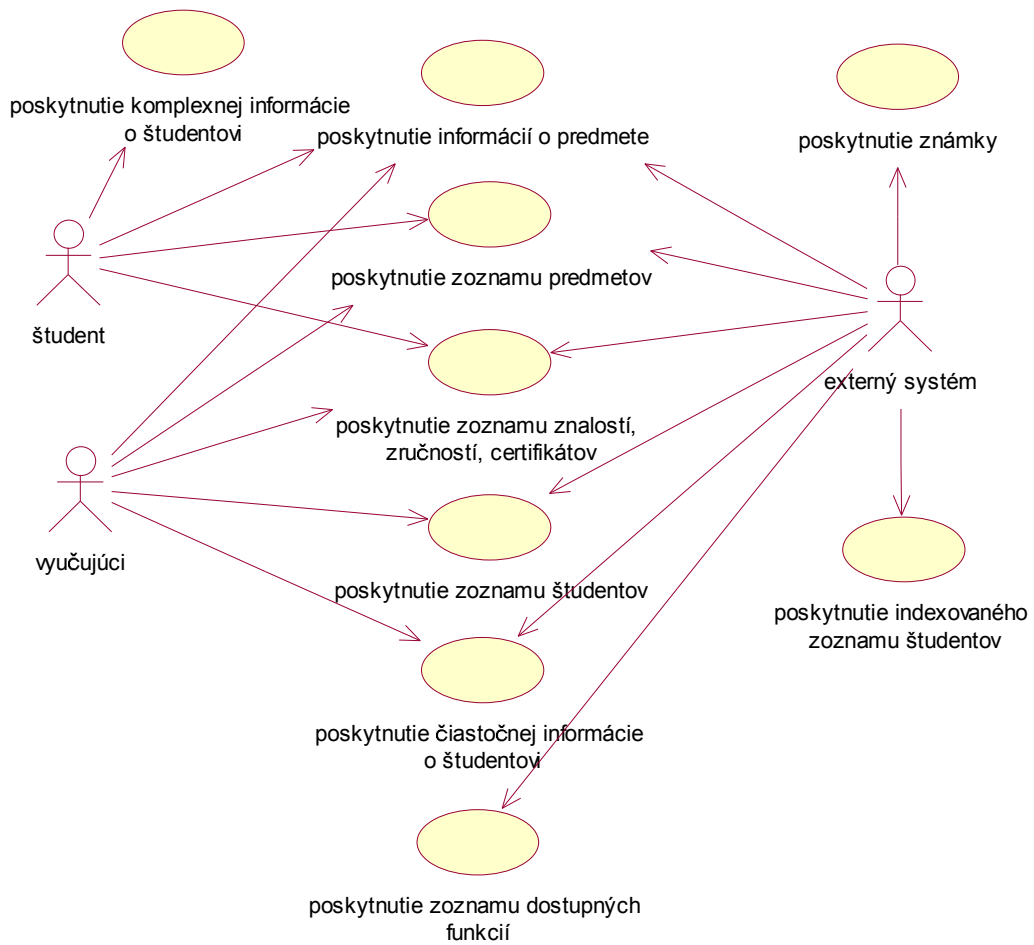 poskytnutie komplexnej informácie
o študentovi
poskytnutie informácií o predmete
poskytnutie známky
poskytnutie zoznamu predmetov
študent
externý systém
poskytnutie zoznamu znalostí,
zručností, certifikátov
vyučujúci
poskytnutie zoznamu študentov
poskytnutie indexovaného
zoznamu študentov
poskytnutie čiastočnej informácie
o študentovi
poskytnutie zoznamu dostupných
funkcií